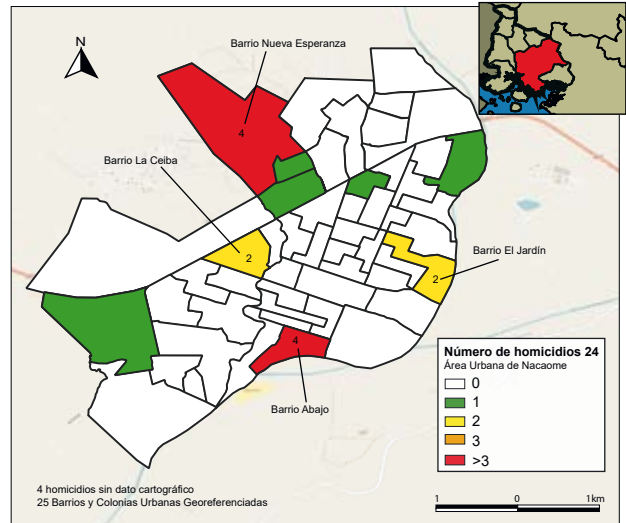 N
Barrio Nueva Esperanza
4
Barrio La Ceiba
2
Barrio El Jardín
2
4
Barrio Abajo
Número de homicidios 24
Área Urbana de Nacaome
0
1
2
3
>3
4 homicidios sin dato cartográfico
25 Barrios y Colonias Urbanas Georeferenciadas
1 0 1km